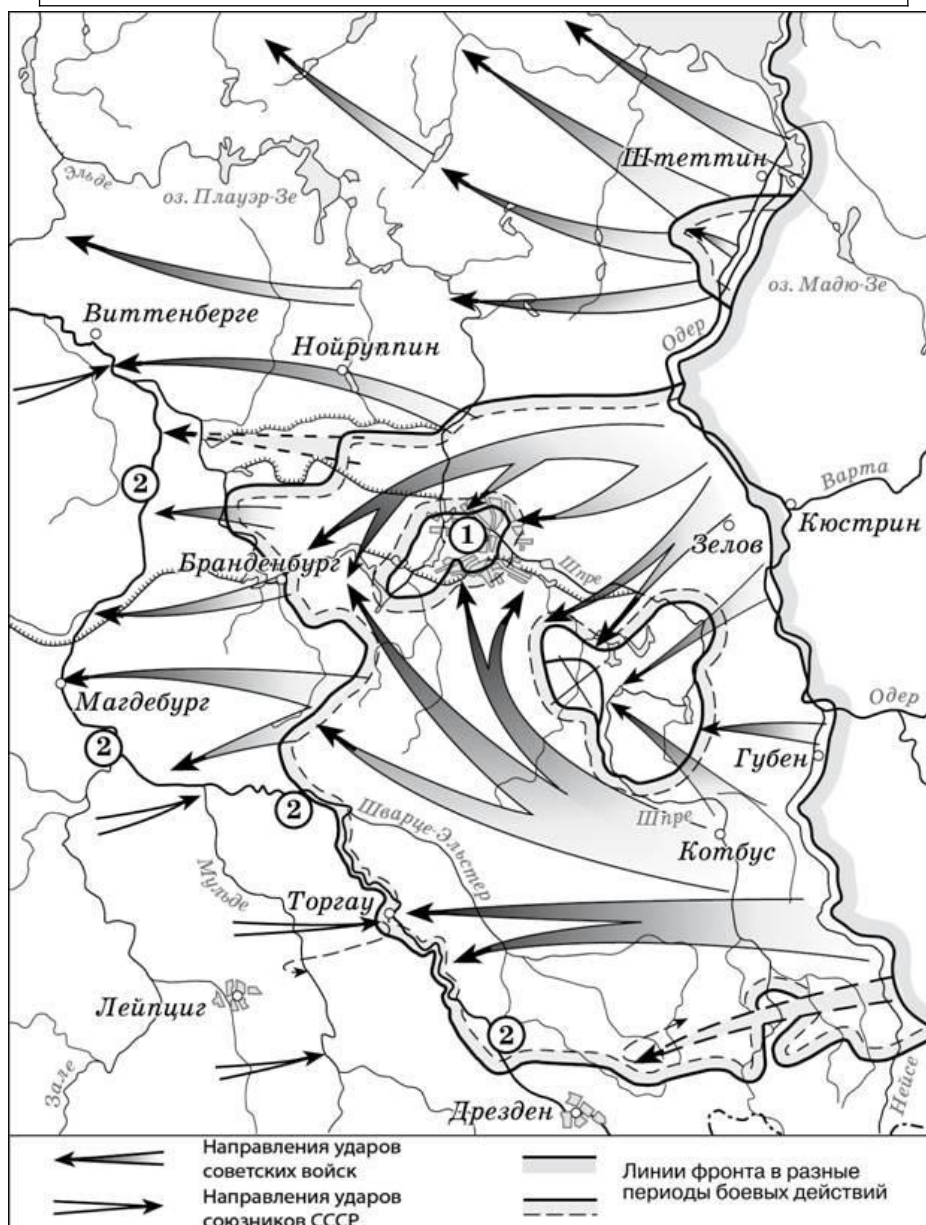 Штеттин
Эльде
оз. Плауэр-Зе
оз. Мадю-Зе
Виттенберге
Одер
Нойруппин
2
Варта
1
Кюстрин
Зелов
Шпре
Бранденбург
Магдебург
Одер
2
Губен
2
Шпре
Шварце-Эльстер
Котбус
Мульде
Торгау
Лейпциг
2
Зале
Дрезден
Нейсе
Направления ударов
советских войск
Направления ударов
союзников СССР
Линии фронта в разные
периоды боевых действий